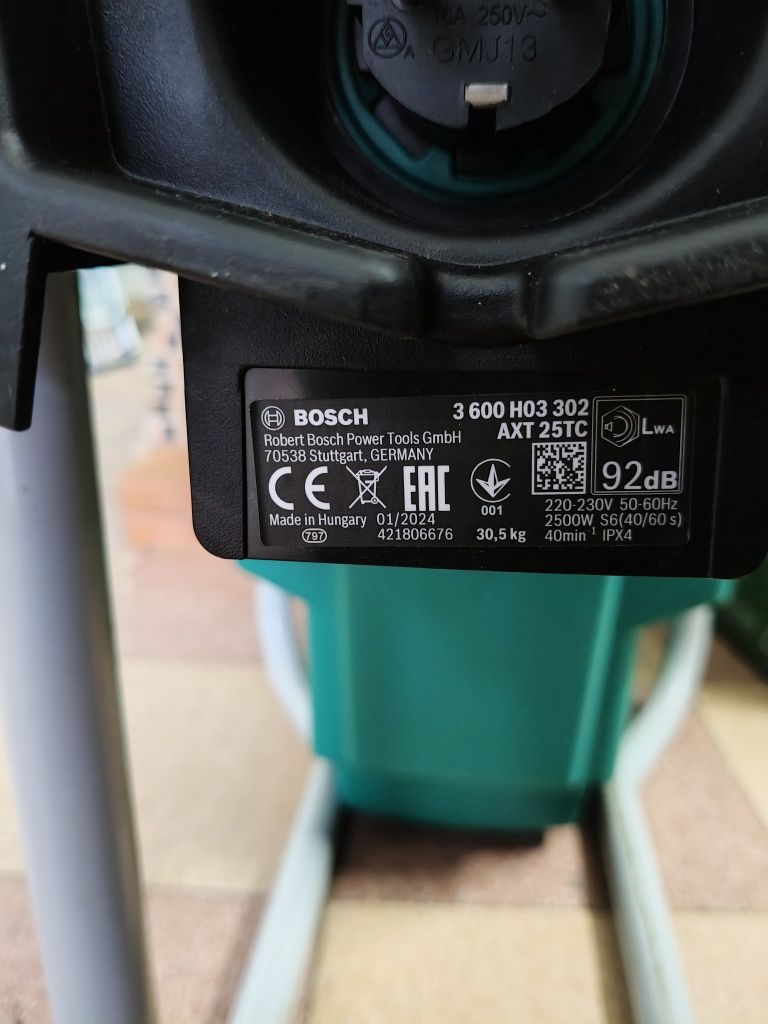 16A 250V~
A
GMJ13
BOSCH
3 600 H03 302
AXT 25TC
Robert Bosch Power Tools GmbH
70538 Stuttgart, GERMANY
CE
EAC
001
LWA
92dB
Made in Hungary 01/2024
797
421806676
30,5 kg
220-230V 50-60Hz
2500W S6(40/60 s)
40min⁻¹ IPX4